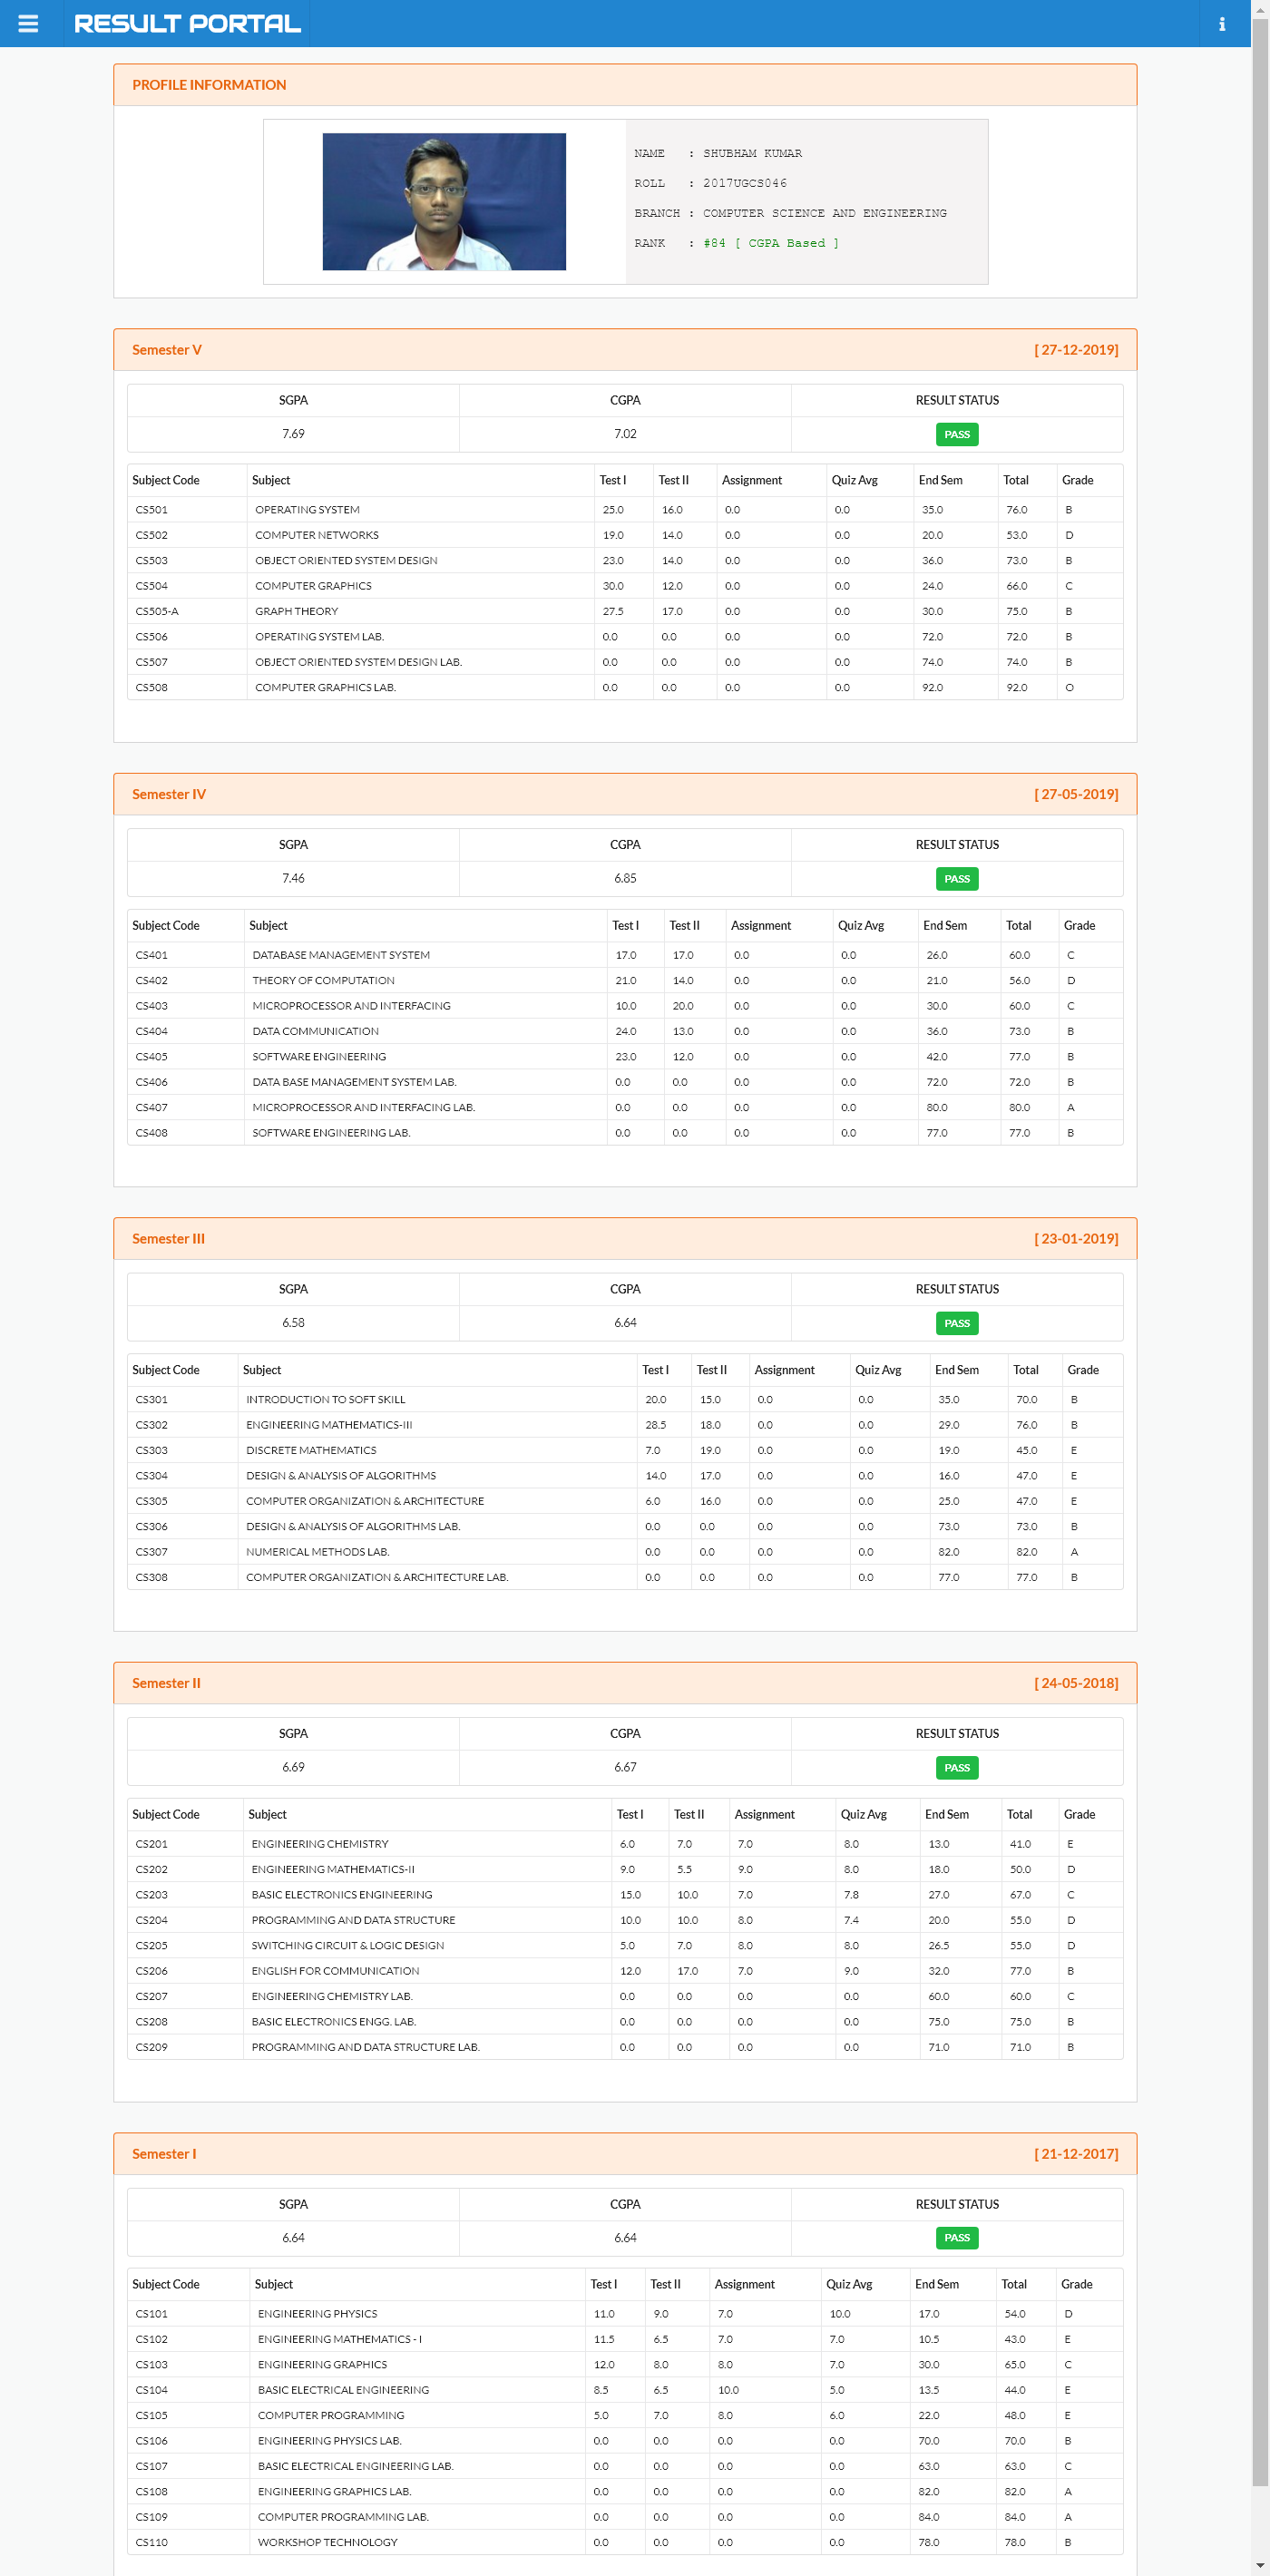 RESULT PORTAL
PROFILE INFORMATION
NAME : SHUBHAM KUMAR
ROLL : 2017UGCS046
BRANCH : COMPUTER SCIENCE AND ENGINEERING
RANK : #84 [ CGPA Based ]
Semester V [ 27-12-2019]
SGPA CGPA RESULT STATUS
7.69 7.02 PASS
Subject Code Subject Test I Test II Assignment Quiz Avg End Sem Total Grade
CS501 OPERATING SYSTEM 25.0 16.0 0.0 0.0 35.0 76.0 B
CS502 COMPUTER NETWORKS 19.0 14.0 0.0 0.0 20.0 53.0 D
CS503 OBJECT ORIENTED SYSTEM DESIGN 23.0 14.0 0.0 0.0 36.0 73.0 B
CS504 COMPUTER GRAPHICS 30.0 12.0 0.0 0.0 24.0 66.0 C
CS505-A GRAPH THEORY 27.5 17.0 0.0 0.0 30.0 75.0 B
CS506 OPERATING SYSTEM LAB. 0.0 0.0 0.0 0.0 72.0 72.0 B
CS507 OBJECT ORIENTED SYSTEM DESIGN LAB. 0.0 0.0 0.0 0.0 74.0 74.0 B
CS508 COMPUTER GRAPHICS LAB. 0.0 0.0 0.0 0.0 92.0 92.0 O
Semester IV [ 27-05-2019]
SGPA CGPA RESULT STATUS
7.46 6.85 PASS
Subject Code Subject Test I Test II Assignment Quiz Avg End Sem Total Grade
CS401 DATABASE MANAGEMENT SYSTEM 17.0 17.0 0.0 0.0 26.0 60.0 C
CS402 THEORY OF COMPUTATION 21.0 14.0 0.0 0.0 21.0 56.0 D
CS403 MICROPROCESSOR AND INTERFACING 10.0 20.0 0.0 0.0 30.0 60.0 C
CS404 DATA COMMUNICATION 24.0 13.0 0.0 0.0 36.0 73.0 B
CS405 SOFTWARE ENGINEERING 23.0 12.0 0.0 0.0 42.0 77.0 B
CS406 DATA BASE MANAGEMENT SYSTEM LAB. 0.0 0.0 0.0 0.0 72.0 72.0 B
CS407 MICROPROCESSOR AND INTERFACING LAB. 0.0 0.0 0.0 0.0 80.0 80.0 A
CS408 SOFTWARE ENGINEERING LAB. 0.0 0.0 0.0 0.0 77.0 77.0 B
Semester III [ 23-01-2019]
SGPA CGPA RESULT STATUS
6.58 6.64 PASS
Subject Code Subject Test I Test II Assignment Quiz Avg End Sem Total Grade
CS301 INTRODUCTION TO SOFT SKILL 20.0 15.0 0.0 0.0 35.0 70.0 B
CS302 ENGINEERING MATHEMATICS-III 28.5 18.0 0.0 0.0 29.0 76.0 B
CS303 DISCRETE MATHEMATICS 7.0 19.0 0.0 0.0 19.0 45.0 E
CS304 DESIGN & ANALYSIS OF ALGORITHMS 14.0 17.0 0.0 0.0 16.0 47.0 E
CS305 COMPUTER ORGANIZATION & ARCHITECTURE 6.0 16.0 0.0 0.0 25.0 47.0 E
CS306 DESIGN & ANALYSIS OF ALGORITHMS LAB. 0.0 0.0 0.0 0.0 73.0 73.0 B
CS307 NUMERICAL METHODS LAB. 0.0 0.0 0.0 0.0 82.0 82.0 A
CS308 COMPUTER ORGANIZATION & ARCHITECTURE LAB. 0.0 0.0 0.0 0.0 77.0 77.0 B
Semester II [ 24-05-2018]
SGPA CGPA RESULT STATUS
6.69 6.67 PASS
Subject Code Subject Test I Test II Assignment Quiz Avg End Sem Total Grade
CS201 ENGINEERING CHEMISTRY 6.0 7.0 7.0 8.0 13.0 41.0 E
CS202 ENGINEERING MATHEMATICS-II 9.0 5.5 9.0 8.0 18.0 50.0 D
CS203 BASIC ELECTRONICS ENGINEERING 15.0 10.0 7.0 7.8 27.0 67.0 C
CS204 PROGRAMMING AND DATA STRUCTURE 10.0 10.0 8.0 7.4 20.0 55.0 D
CS205 SWITCHING CIRCUIT & LOGIC DESIGN 5.0 7.0 8.0 8.0 26.5 55.0 D
CS206 ENGLISH FOR COMMUNICATION 12.0 17.0 7.0 9.0 32.0 77.0 B
CS207 ENGINEERING CHEMISTRY LAB. 0.0 0.0 0.0 0.0 60.0 60.0 C
CS208 BASIC ELECTRONICS ENGG. LAB. 0.0 0.0 0.0 0.0 75.0 75.0 B
CS209 PROGRAMMING AND DATA STRUCTURE LAB. 0.0 0.0 0.0 0.0 71.0 71.0 B
Semester I [ 21-12-2017]
SGPA CGPA RESULT STATUS
6.64 6.64 PASS
Subject Code Subject Test I Test II Assignment Quiz Avg End Sem Total Grade
CS101 ENGINEERING PHYSICS 11.0 9.0 7.0 10.0 17.0 54.0 D
CS102 ENGINEERING MATHEMATICS - I 11.5 6.5 7.0 7.0 10.5 43.0 E
CS103 ENGINEERING GRAPHICS 12.0 8.0 8.0 7.0 30.0 65.0 C
CS104 BASIC ELECTRICAL ENGINEERING 8.5 6.5 10.0 5.0 13.5 44.0 E
CS105 COMPUTER PROGRAMMING 5.0 7.0 8.0 6.0 22.0 48.0 E
CS106 ENGINEERING PHYSICS LAB. 0.0 0.0 0.0 0.0 70.0 70.0 B
CS107 BASIC ELECTRICAL ENGINEERING LAB. 0.0 0.0 0.0 0.0 63.0 63.0 C
CS108 ENGINEERING GRAPHICS LAB. 0.0 0.0 0.0 0.0 82.0 82.0 A
CS109 COMPUTER PROGRAMMING LAB. 0.0 0.0 0.0 0.0 84.0 84.0 A
CS110 WORKSHOP TECHNOLOGY 0.0 0.0 0.0 0.0 78.0 78.0 B